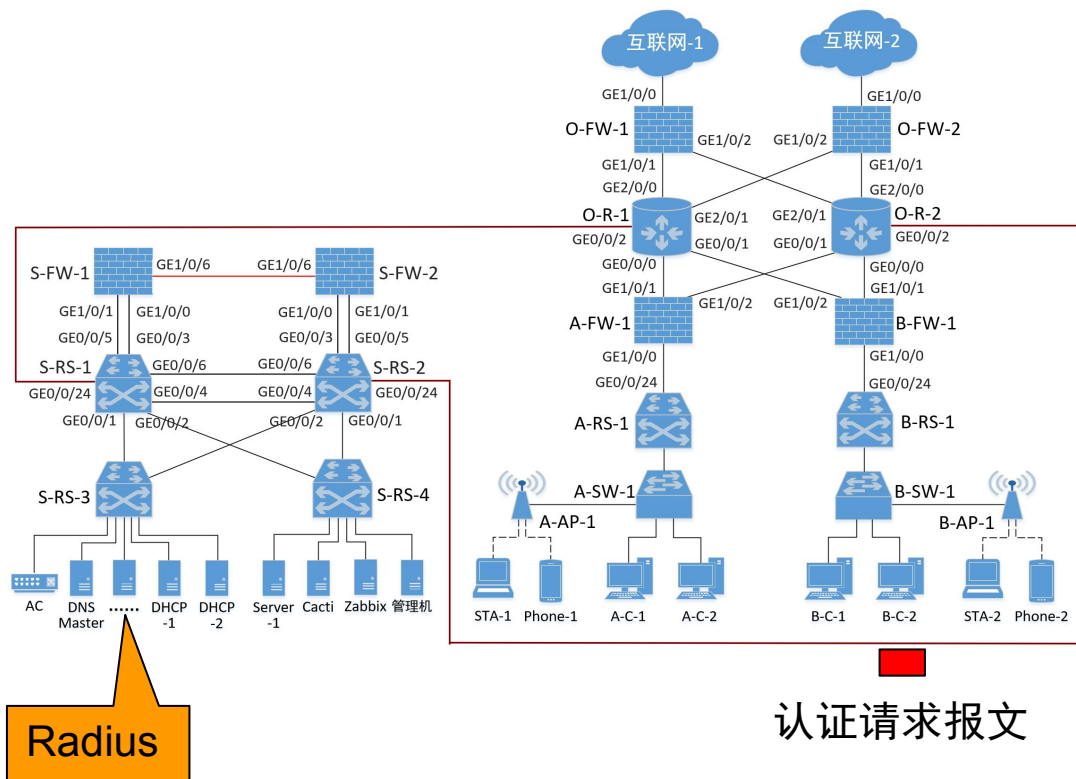 互联网-1
互联网-2
GE1/0/0
GE1/0/0
O-FW-1
O-FW-2
GE1/0/2
GE1/0/2
GE1/0/1
GE1/0/1
GE2/0/0
GE2/0/0
O-R-1
O-R-2
GE2/0/1
GE2/0/1
GE0/0/2
GE0/0/1
GE0/0/1
GE0/0/2
GE0/0/0
GE0/0/0
GE1/0/1
GE1/0/1
GE1/0/2
GE1/0/2
A-FW-1
B-FW-1
GE1/0/0
GE1/0/0
GE0/0/24
GE0/0/24
A-RS-1
B-RS-1
A-SW-1
B-SW-1
A-AP-1
B-AP-1
STA-1
Phone-1
A-C-1
A-C-2
B-C-1
B-C-2
STA-2
Phone-2
S-FW-1
GE1/0/6
GE1/0/6
S-FW-2
GE1/0/1
GE1/0/0
GE1/0/0
GE1/0/1
GE0/0/5
GE0/0/3
GE0/0/3
GE0/0/5
S-RS-1
GE0/0/6
GE0/0/6
S-RS-2
GE0/0/24
GE0/0/4
GE0/0/4
GE0/0/24
GE0/0/1
GE0/0/2
GE0/0/2
GE0/0/1
S-RS-3
S-RS-4
AC
DNS
Master
......
DHCP
-1
DHCP
-2
Server
-1
Cacti
Zabbix
管理机
Radius
认证请求报文